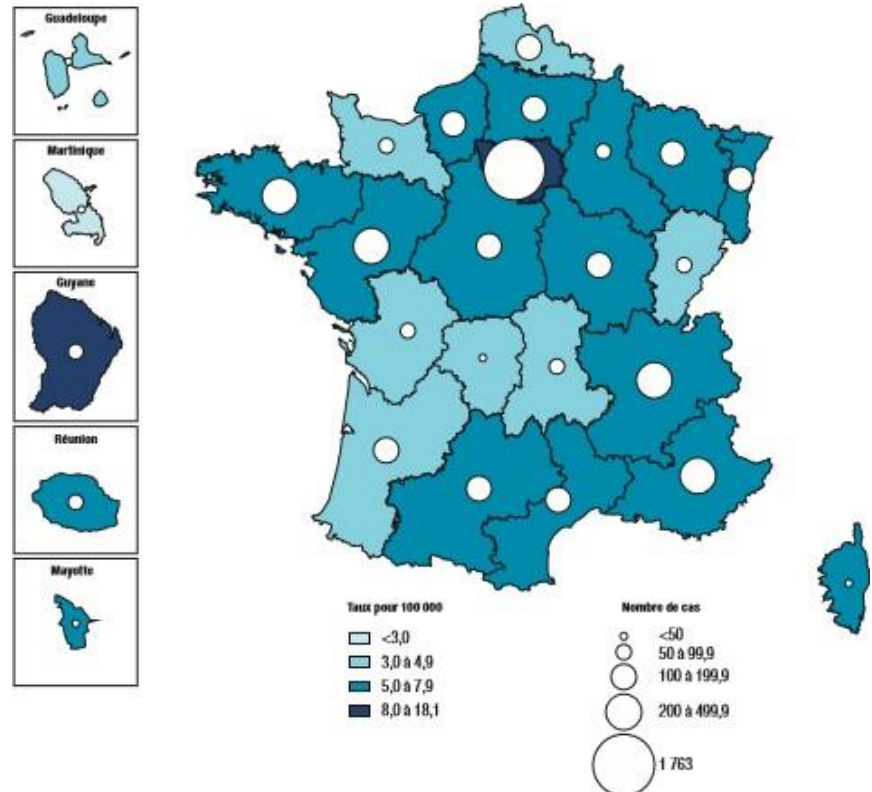 Guadeloupe
Martinique
Guyane
Réunion
Mayotte
Taux pour 100 000
<3,0
3,0 à 4,9
5,0 à 7,9
8,0 à 18,1
Nombre de cas
<50
50 à 99,9
100 à 199,9
200 à 499,9
1 763